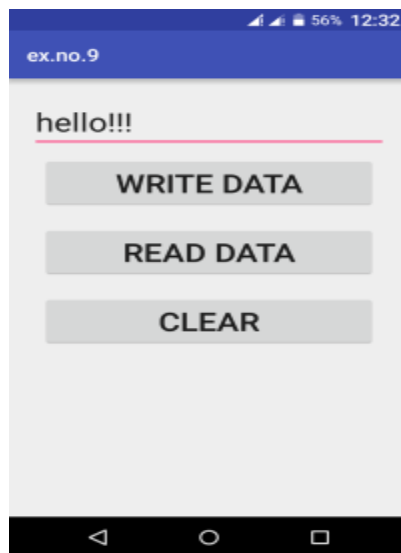 56% 12:32
ex.no.9
hello!!!
WRITE DATA
READ DATA
CLEAR